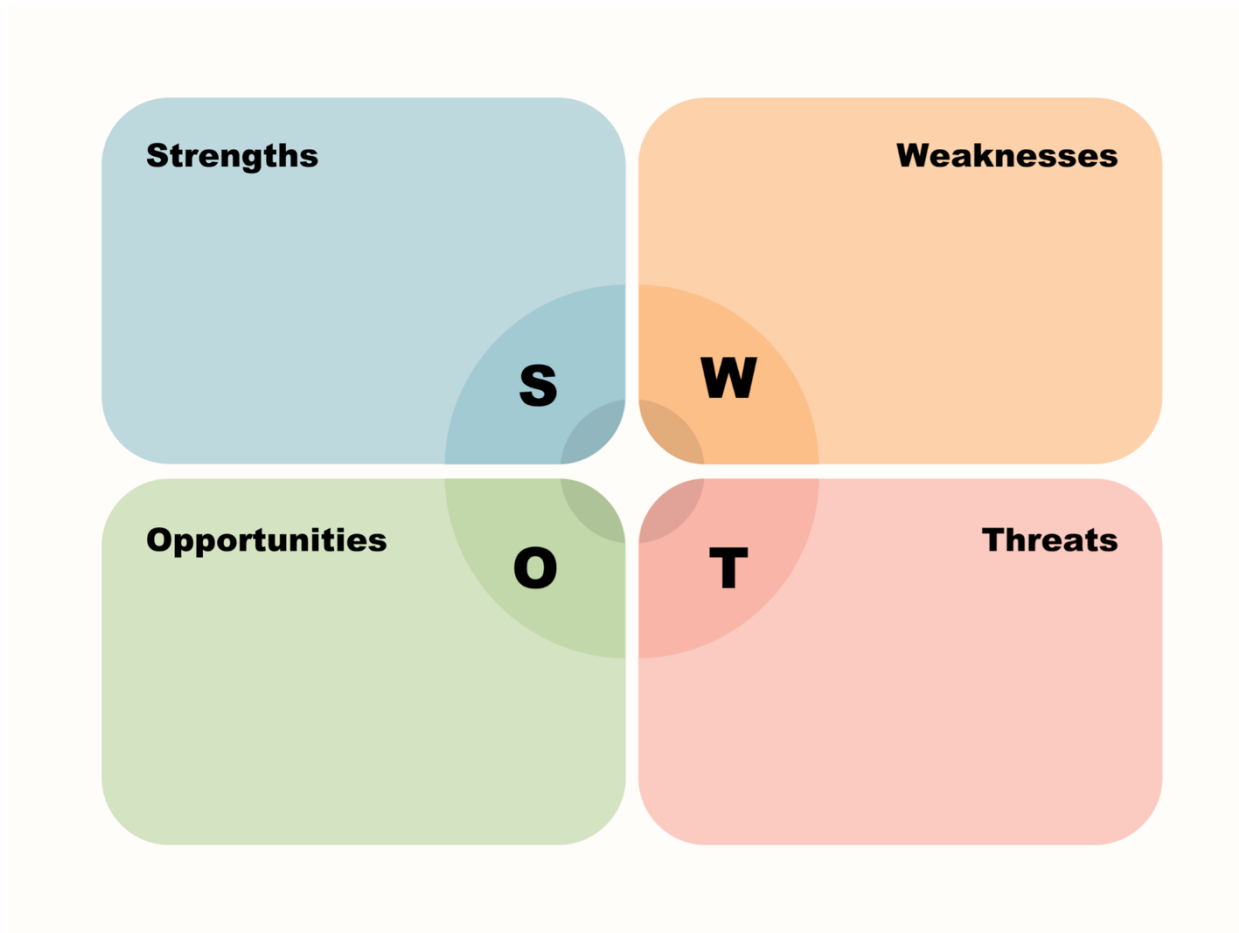 Strengths
Weaknesses
S
W
Opportunities
Threats
O
T